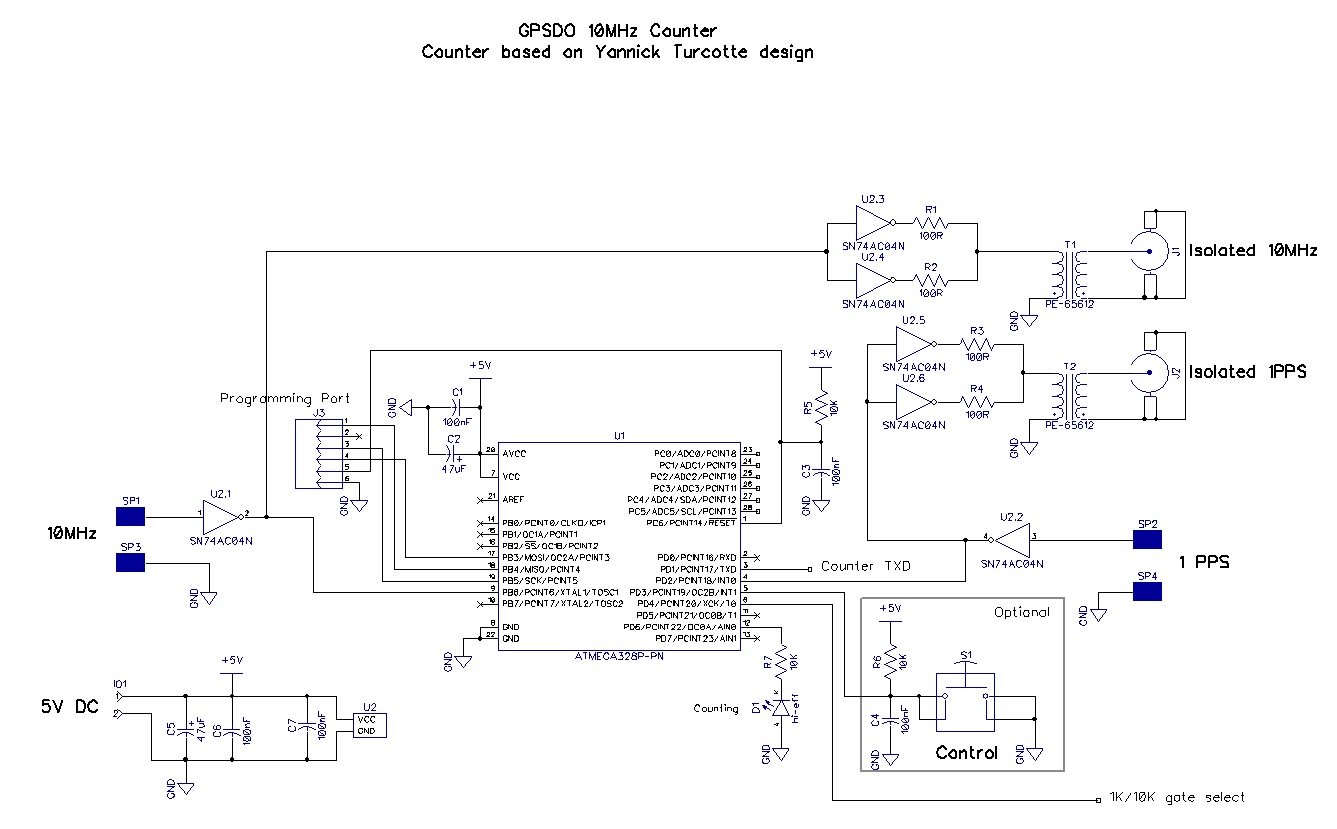 GPSDO 10MHz Counter
Counter based on Yannick Turcotte design
U2.3
R1
100R
SN74AC04N
U2.4
R2
100R
SN74AC04N
T1
PE-65612
GND
J1
Isolated 10MHz
U2.5
R3
100R
SN74AC04N
U2.6
R4
100R
SN74AC04N
T2
PE-65612
GND
J2
Isolated 1PPS
+5V
R5
10K
C3
100nF
GND
+5V
GND
C1
100nF
C2
47uF
+
Programming Port
J3
1
2
3
4
5
6
GND
U1
20 AVCC
7 VCC
21 AREF
14 PB0/PCINT0/CLKO/ICP1
15 PB1/OC1A/PCINT1
16 PB2/SS/OC1B/PCINT2
17 PB3/MOSI/OC2A/PCINT3
18 PB4/MISO/PCINT4
19 PB5/SCK/PCINT5
9 PB6/PCINT6/XTAL1/TOSC1
10 PB7/PCINT7/XTAL2/TOSC2
8 GND
22 GND
PC0/ADC0/PCINT8 23
PC1/ADC1/PCINT9 24
PC2/ADC2/PCINT10 25
PC3/ADC3/PCINT11 26
PC4/ADC4/SDA/PCINT12 27
PC5/ADC5/SCL/PCINT13 28
PC6/PCINT14/RESET 1
PD0/PCINT16/RXD 2
PD1/PCINT17/TXD 3
PD2/PCINT18/INT0 4
PD3/PCINT19/OC2B/INT1 5
PD4/PCINT20/XCK/T0 6
PD5/PCINT21/OC0B/T1 11
PD6/PCINT22/OC0A/AIN0 12
PD7/PCINT23/AIN1 13
ATMEGA328P-PN
GND
10MHz
SP1
SP3
GND
1
U2.1
2
SN74AC04N
Counter TXD
4
U2.2
3
SN74AC04N
SP2
SP4
GND
1 PPS
Optional
+5V
R6
10K
C4
100nF
GND
S1
GND
Control
R7
10K
Counting
D1
K
A
hi-eff
GND
1K/10K gate select
5V DC
IO1
1
2
+5V
C5
+
47uF
C6
100nF
C7
100nF
U2
VCC
GND
GND